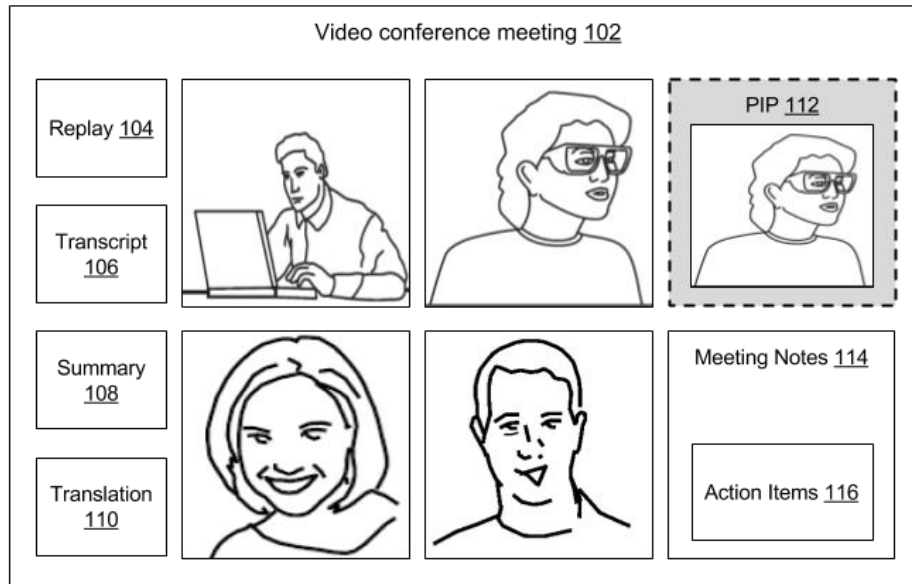 Video conference meeting 102
Replay 104
Transcript
106
Summary
108
Translation
110
PIP 112
Meeting Notes 114
Action Items 116